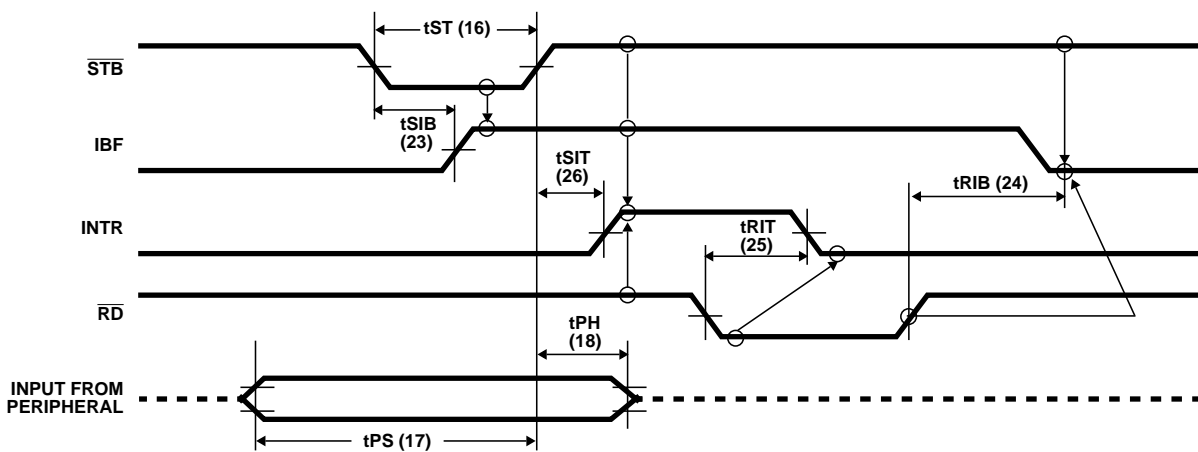 tST (16)
STB
tSIB
(23)
IBF
tSIT
(26)
tRIB (24)
INTR
tRIT
(25)
RD
tPH
(18)
INPUT FROM
PERIPHERAL
tPS (17)